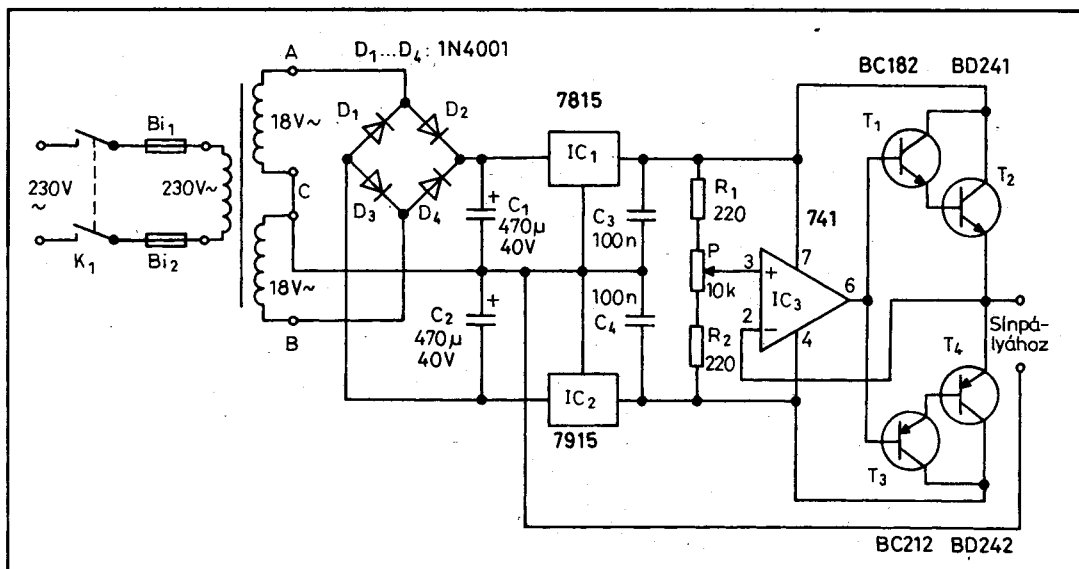 A
D₁...D₄: 1N4001
BC182
BD241
7815
D₁
D₂
T₁
Bi₁
18V~
IC₁
T₂
230V
~
230V~
C
D₃
D₄
+
C₁
470µ
40V
C₃
100n
R₁
220
741
P
10k
3
+
7
IC₃
6
K₁
Bi₂
18V~
C₂
470µ
40V
+
100n
C₄
R₂
220
2
−
4
Sínpá-
lyához
T₄
B
IC₂
7915
T₃
BC212
BD242